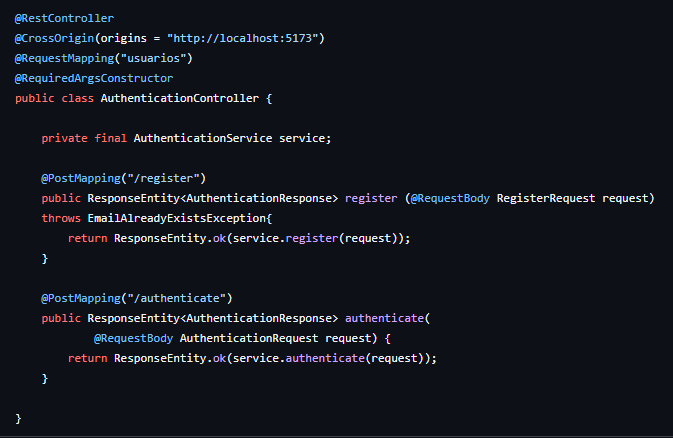 @RestController
@CrossOrigin(origins = "http://localhost:5173")
@RequestMapping("usuarios")
@RequiredArgsConstructor
public class AuthenticationController {
private final AuthenticationService service;
@PostMapping("/register")
public ResponseEntity<AuthenticationResponse> register (@RequestBody RegisterRequest request)
throws EmailAlreadyExistsException{
return ResponseEntity.ok(service.register(request));
}
@PostMapping("/authenticate")
public ResponseEntity<AuthenticationResponse> authenticate(
@RequestBody AuthenticationRequest request) {
return ResponseEntity.ok(service.authenticate(request));
}
}